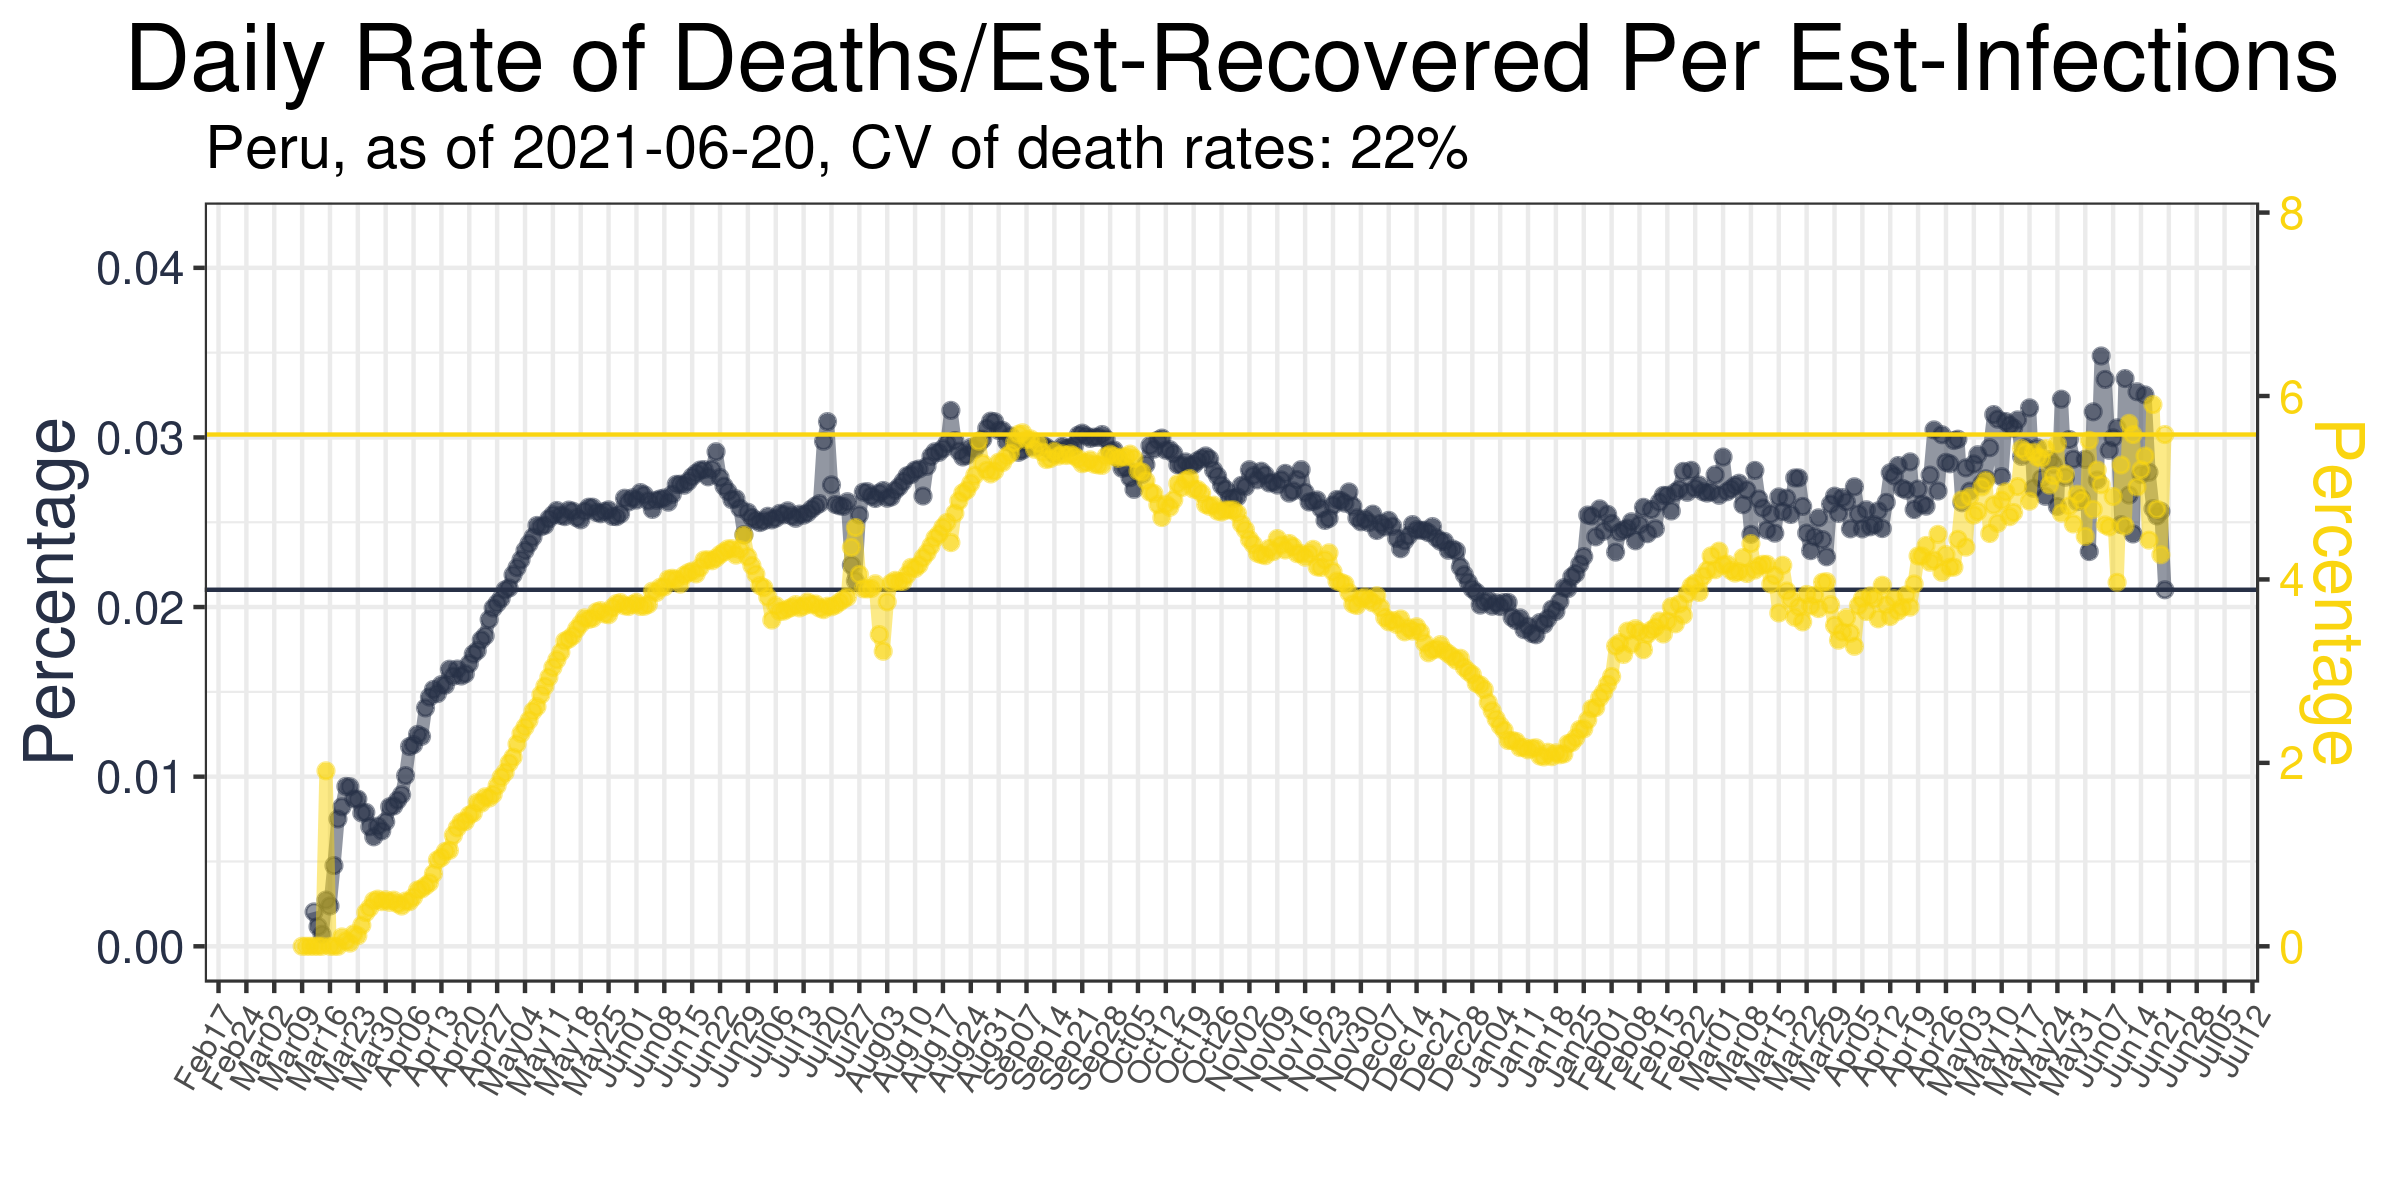 Daily Rate of Deaths/Est-Recovered Per Est-Infections
Peru, as of 2021-06-20, CV of death rates: 22%
Percentage
0.04
0.03
0.02
0.01
0.00
8
6
4
2
0
Percentage
Feb17
Feb24
Mar02
Mar09
Mar16
Mar23
Mar30
Apr06
Apr13
Apr20
Apr27
May04
May11
May18
May25
Jun01
Jun08
Jun15
Jun22
Jun29
Jul06
Jul13
Jul20
Jul27
Aug03
Aug10
Aug17
Aug24
Aug31
Sep07
Sep14
Sep21
Sep28
Oct05
Oct12
Oct19
Oct26
Nov02
Nov09
Nov16
Nov23
Nov30
Dec07
Dec14
Dec21
Dec28
Jan04
Jan11
Jan18
Jan25
Feb01
Feb08
Feb15
Feb22
Mar01
Mar08
Mar15
Mar22
Mar29
Apr05
Apr12
Apr19
Apr26
May03
May10
May17
May24
May31
Jun07
Jun14
Jun21
Jun28
Jul05
Jul12